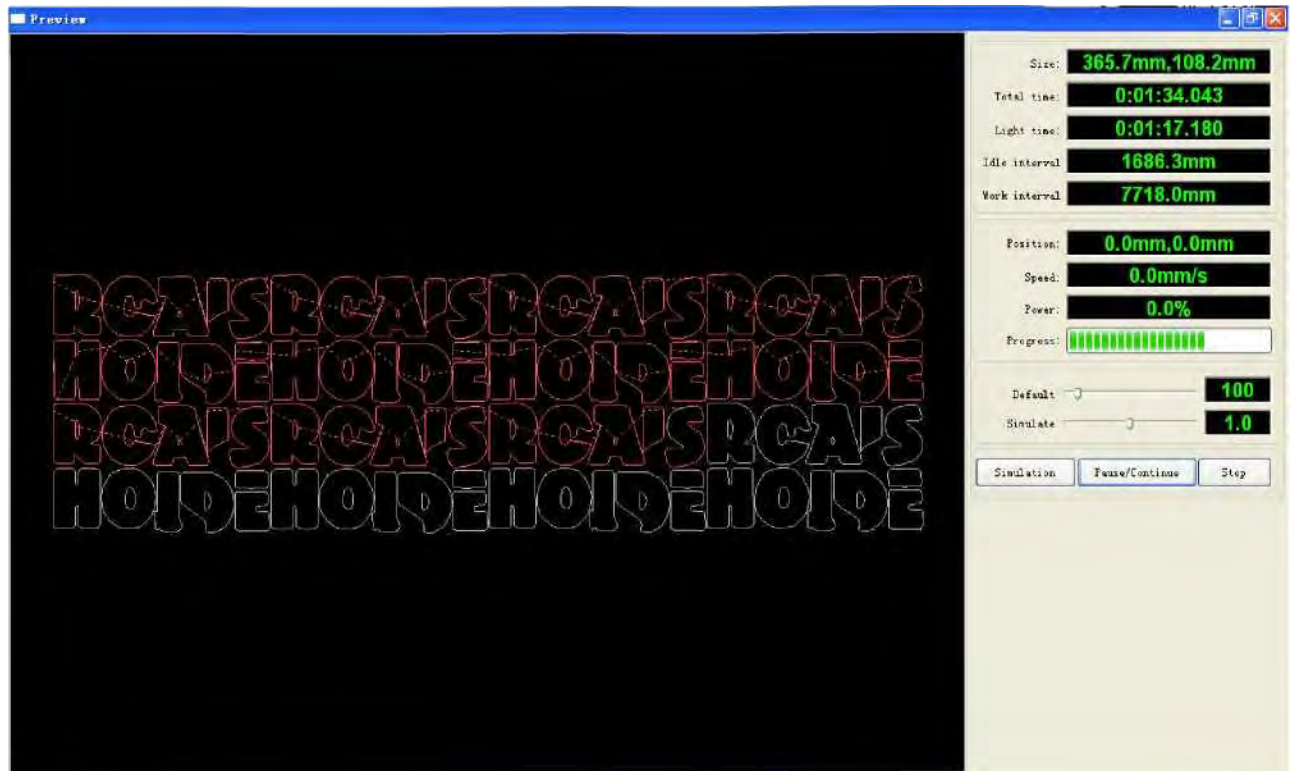 Preview
Size: 365.7mm,108.2mm
Total time: 0:01:34.043
Light time: 0:01:17.180
Idle interval 1686.3mm
Work interval 7718.0mm
Position: 0.0mm,0.0mm
Speed: 0.0mm/s
Power: 0.0%
Progress:
Default 100
Simulate 1.0
Simulation Pause/Continue Stop
RCA'SRCA'SRCA'SRCA'S
HOIDEHOIDEHOIDEHOIDE
RCA'SRCA'SRCA'SRCA'S
HOIDEHOIDEHOIDEHOIDE